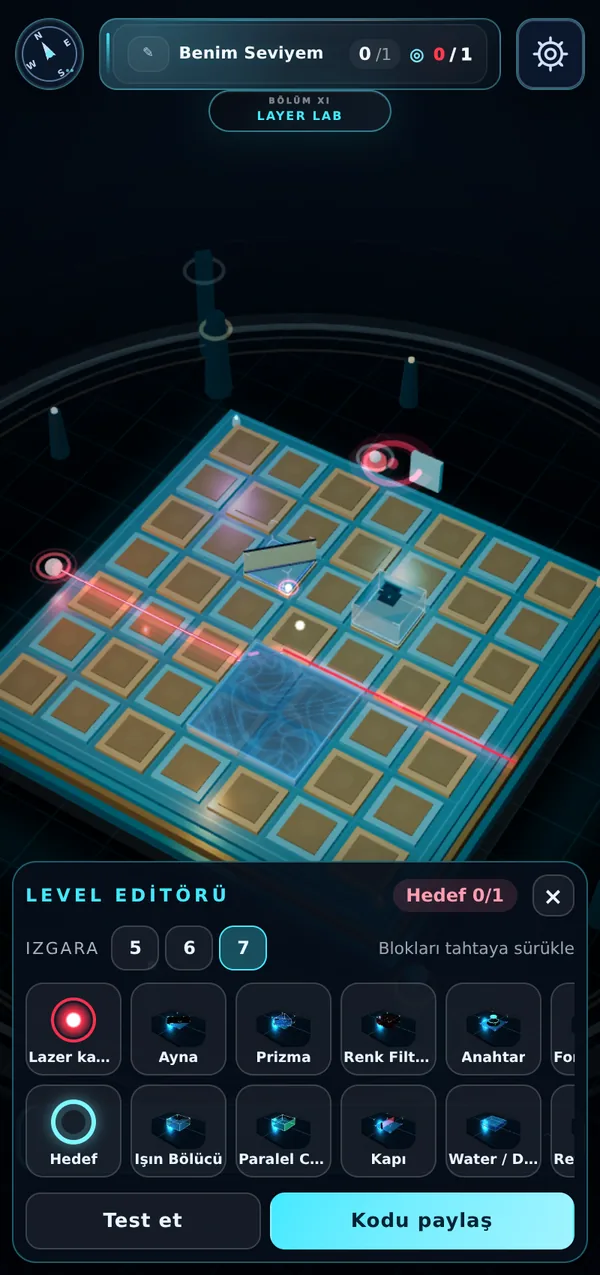 N
E
W
S
✎ Benim Seviyem 0/1 ◎ 0/1
BÖLÜM XI
LAYER LAB
LEVEL EDİTÖRÜ
Hedef 0/1
×
IZGARA 5 6 7
Blokları tahtaya sürükle
Lazer ka... Ayna Prizma Renk Filt... Anahtar For
Hedef Işın Bölücü Paralel C... Kapı Water / D... Re
Test et
Kodu paylaş